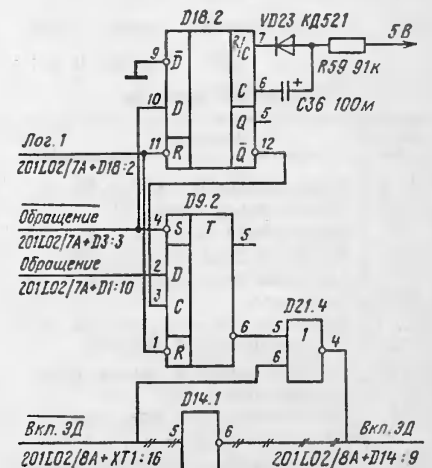 D18.2
VD23 КД521
5 В
9
D
R/C
7
R59 91к
10
D
C
6
+
C36 100м
Q
5
Лог. 1
11
R
Q
12
201L02/7A+D18:2
Обращение
4
D9.2
S
T
5
201L02/7A+D3:3
Обращение
2
D
201L02/7A+D1:10
3
C
D21.4
6
5
1
4
1
R
6
D14.1
Вкл. ЭД
5
6
Вкл. ЭД
201L02/8A+XT1:16
201L02/8A+D14:9